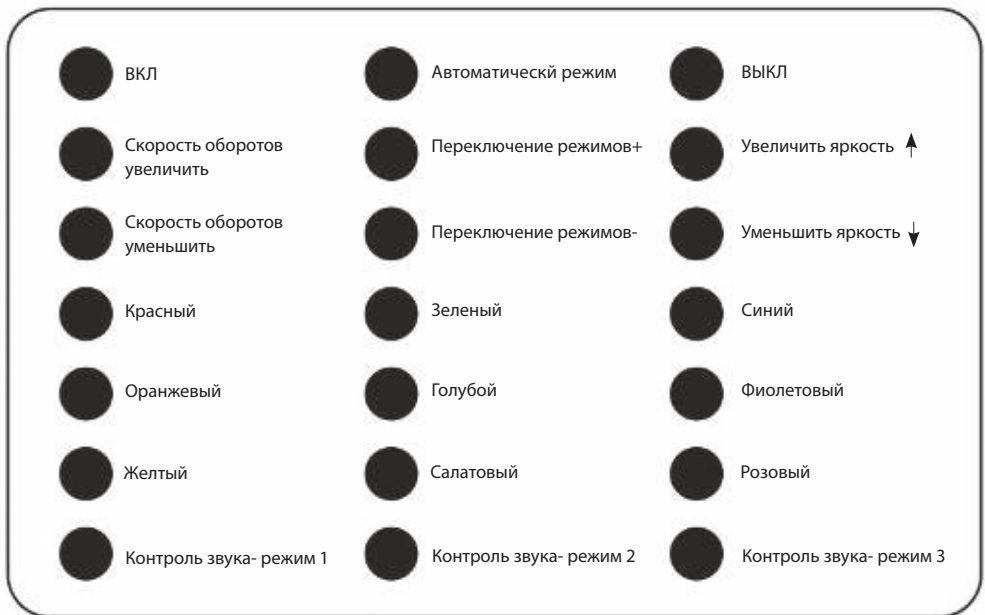 ВКЛ
Автоматическй режим
ВЫКЛ
Скорость оборотов
увеличить
Переключение режимов+
Увеличить яркость
Скорость оборотов
уменьшить
Переключение режимов-
Уменьшить яркость
Красный
Зеленый
Синий
Оранжевый
Голубой
Фиолетовый
Желтый
Салатовый
Розовый
Контроль звука- режим 1
Контроль звука- режим 2
Контроль звука- режим 3